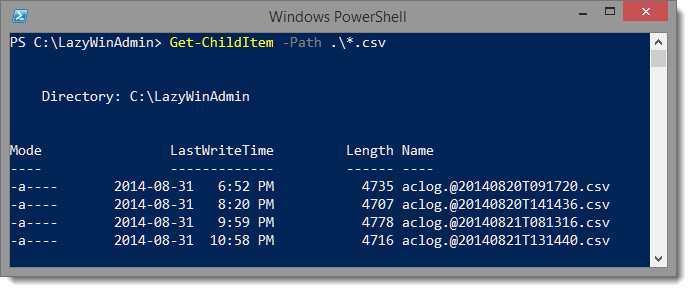 Windows PowerShell
PS C:\LazyWinAdmin> Get-ChildItem -Path .\*.csv
Directory: C:\LazyWinAdmin
Mode LastWriteTime Length Name
---- ------------- ------ ----
-a---- 2014-08-31 6:52 PM 4735 aclog.@20140820T091720.csv
-a---- 2014-08-31 8:20 PM 4707 aclog.@20140820T141436.csv
-a---- 2014-08-31 9:59 PM 4778 aclog.@20140821T081316.csv
-a---- 2014-08-31 10:58 PM 4716 aclog.@20140821T131440.csv